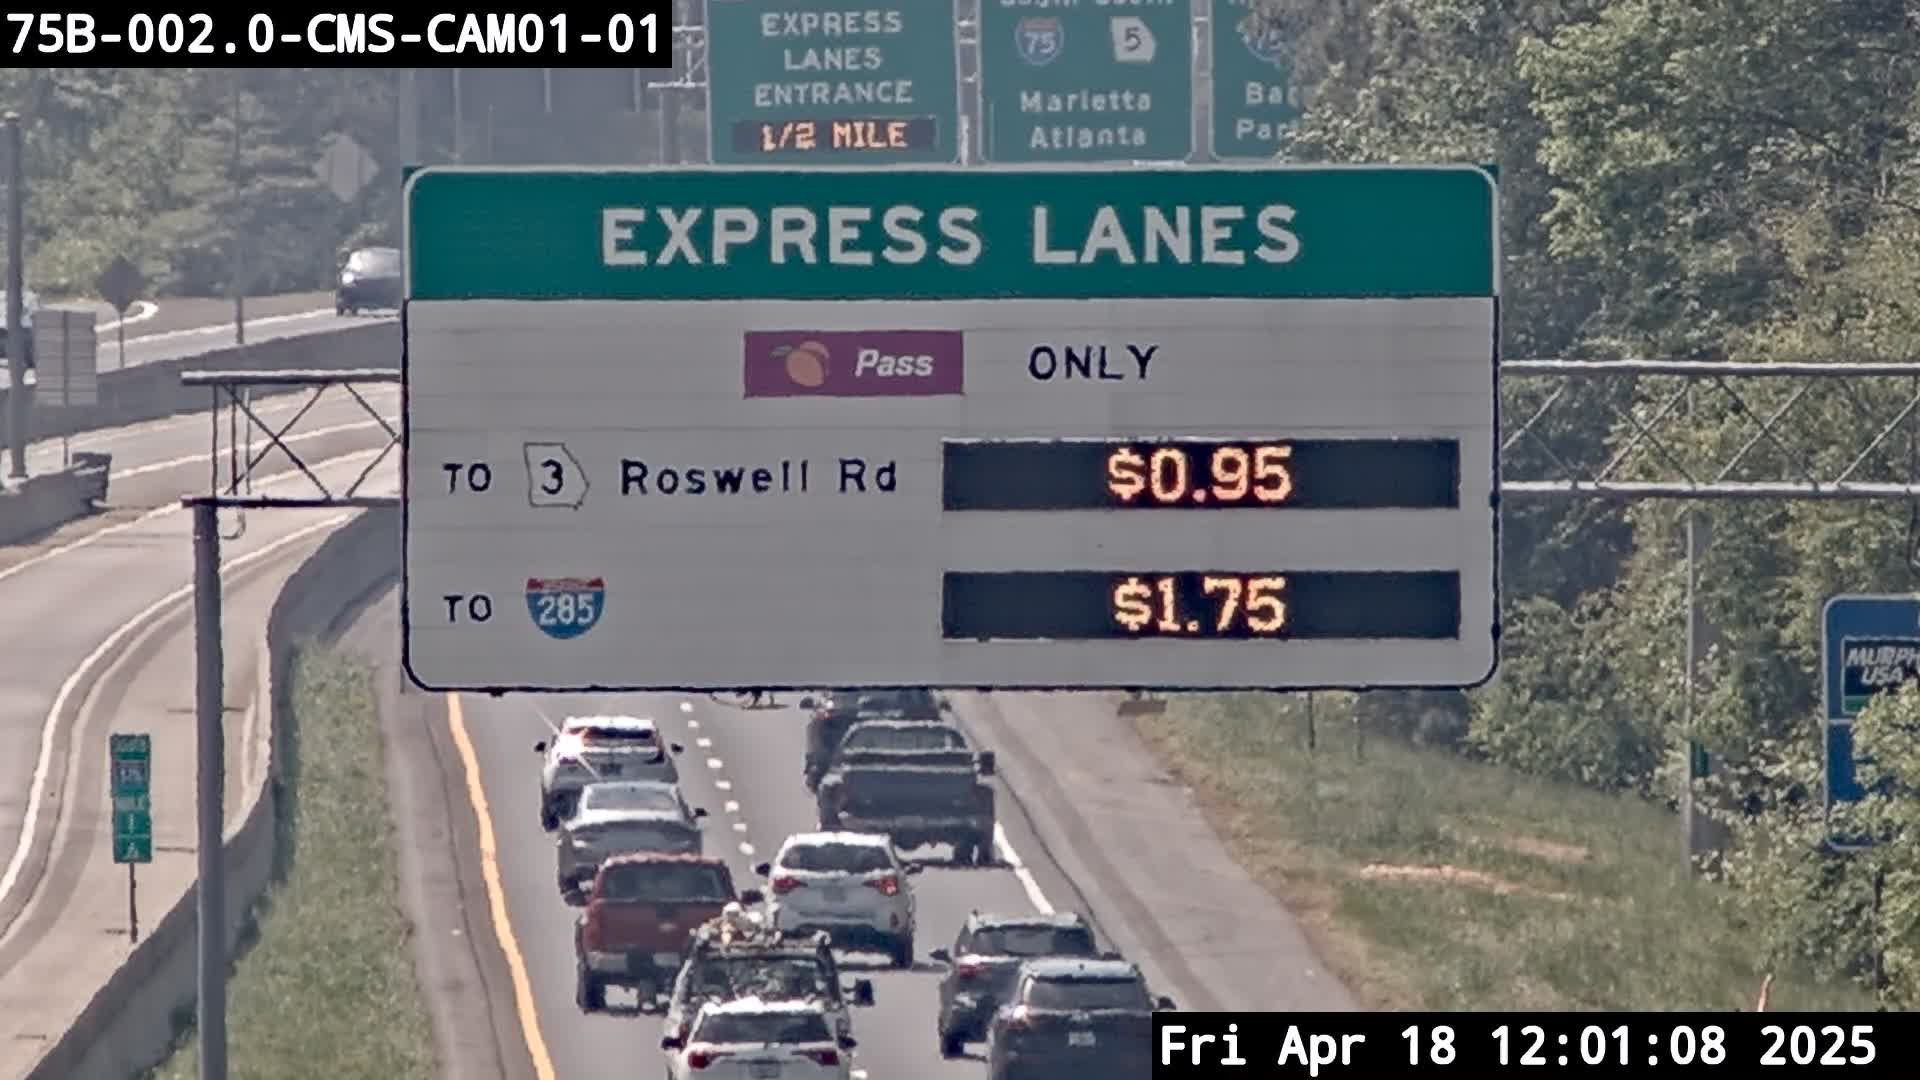 75B-002.0-CMS-CAM01-01
EXPRESS
LANES
ENTRANCE
1/2 MILE
75 5
Marietta
Atlanta
EXPRESS LANES
Pass ONLY
TO 3 Roswell Rd $0.95
TO 285 $1.75
USA
Fri Apr 18 12:01:08 2025